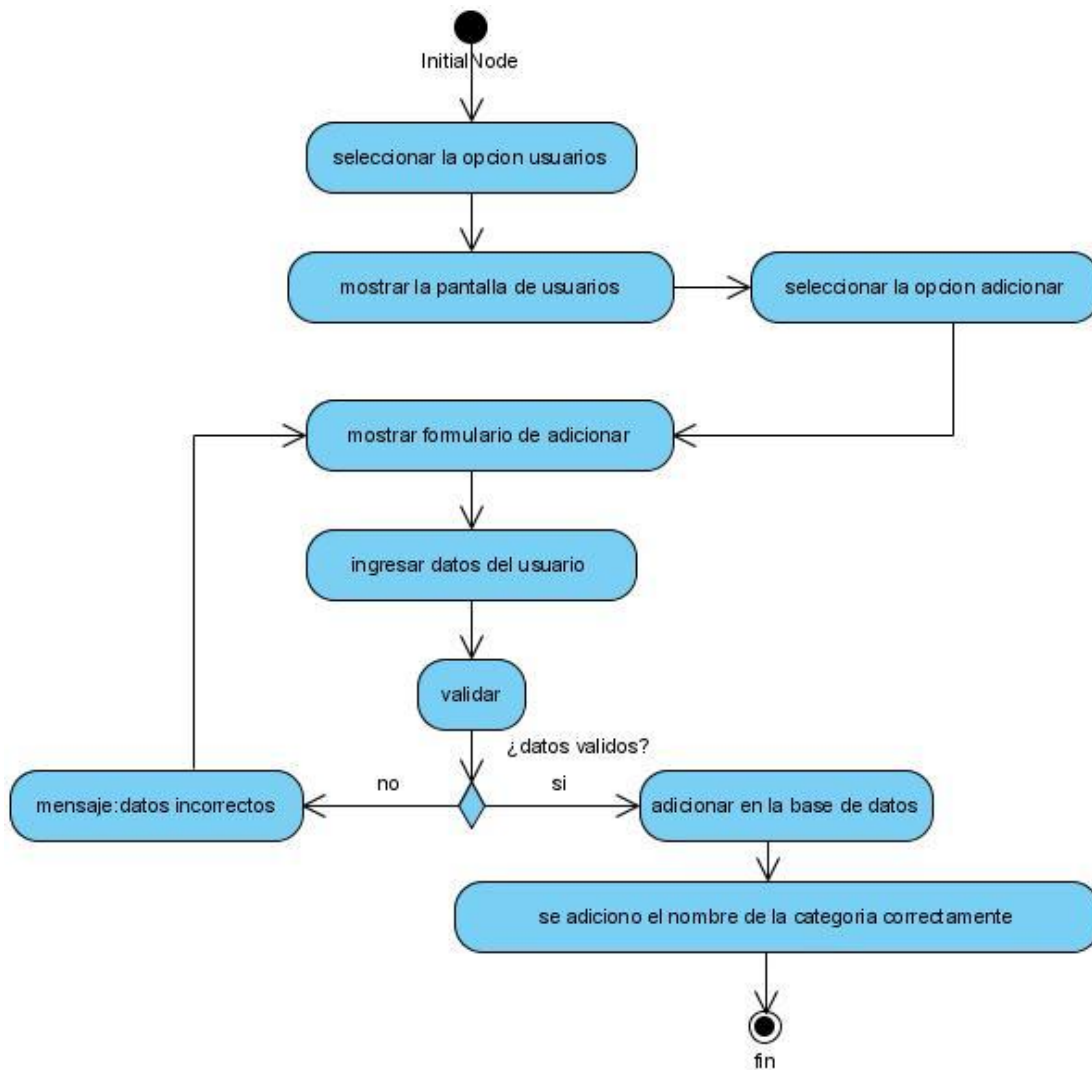 InitialNode
seleccionar la opcion usuarios
mostrar la pantalla de usuarios
seleccionar la opcion adicionar
mostrar formulario de adicionar
ingresar datos del usuario
validar
¿datos validos?
no
si
mensaje:datos incorrectos
adicionar en la base de datos
se adiciono el nombre de la categoria correctamente
fin